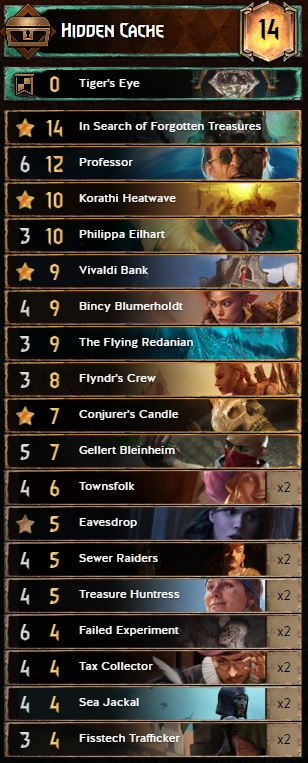 Hidden Cache 14
0 Tiger's Eye
14 In Search of Forgotten Treasures
6 12 Professor
10 Korathi Heatwave
3 10 Philippa Eilhart
9 Vivaldi Bank
4 9 Bincy Blumerholdt
3 9 The Flying Redanian
3 8 Flyndr's Crew
7 Conjurer's Candle
5 7 Gellert Bleinheim
4 6 Townsfolk x2
5 Eavesdrop x2
4 5 Sewer Raiders x2
4 5 Treasure Huntress x2
6 4 Failed Experiment x2
4 4 Tax Collector x2
4 4 Sea Jackal x2
3 4 Fisstech Trafficker x2